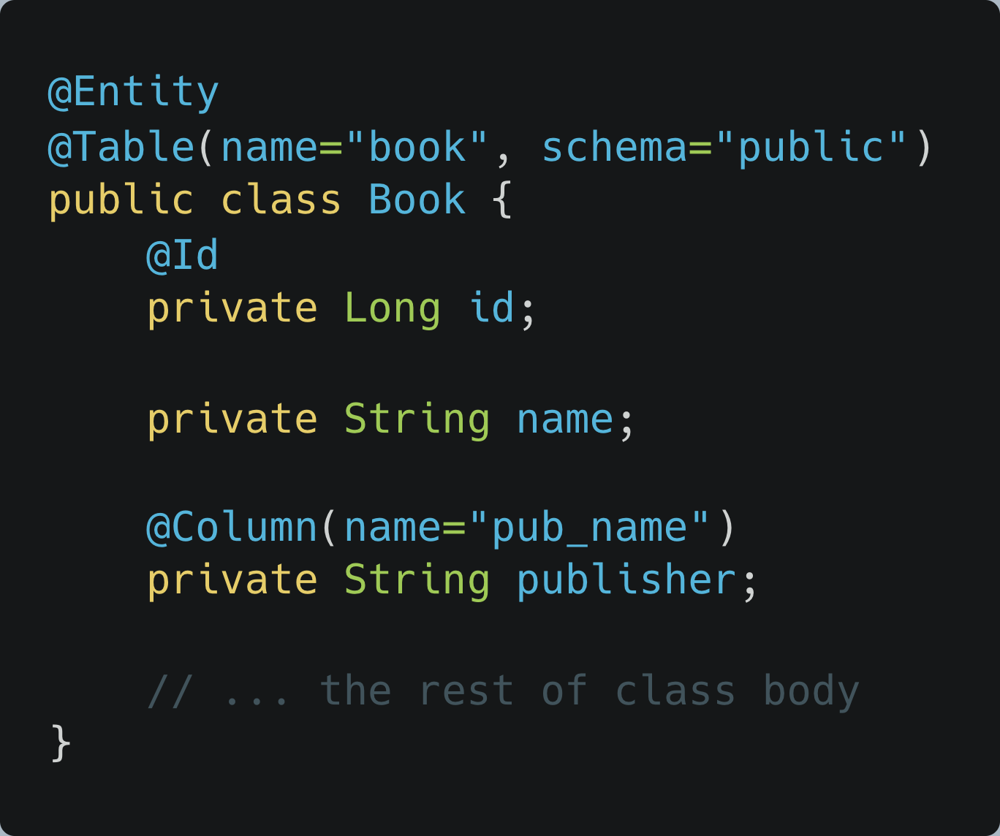 @Entity
@Table(name="book", schema="public")
public class Book {
    @Id
    private Long id;

    private String name;

    @Column(name="pub_name")
    private String publisher;

    // ... the rest of class body
}